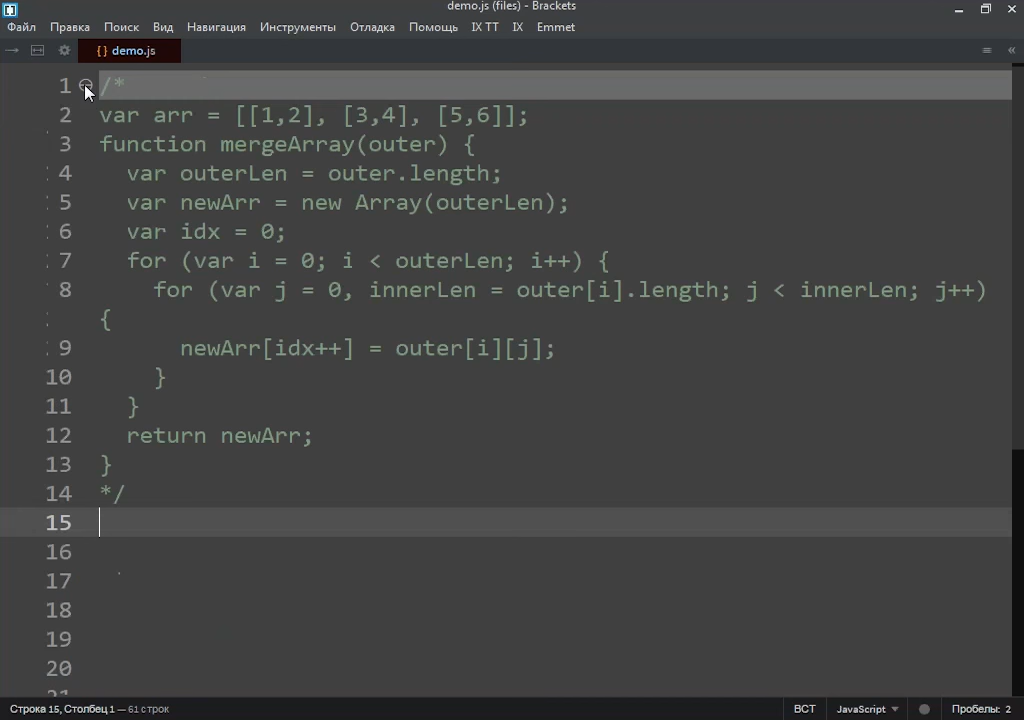 demo.js (files) - Brackets
Файл Правка Поиск Вид Навигация Инструменты Отладка Помощь IX TT IX Emmet
{} demo.js
1 /*
2 var arr = [[1,2], [3,4], [5,6]];
3 function mergeArray(outer) {
4 var outerLen = outer.length;
5 var newArr = new Array(outerLen);
6 var idx = 0;
7 for (var i = 0; i < outerLen; i++) {
8 for (var j = 0, innerLen = outer[i].length; j < innerLen; j++)
{
9 newArr[idx++] = outer[i][j];
10 }
11 }
12 return newArr;
13 }
14 */
15
16
17
18
19
20
21
Строка 15, Столбец 1 — 61 строк ВСТ JavaScript Пробелы: 2